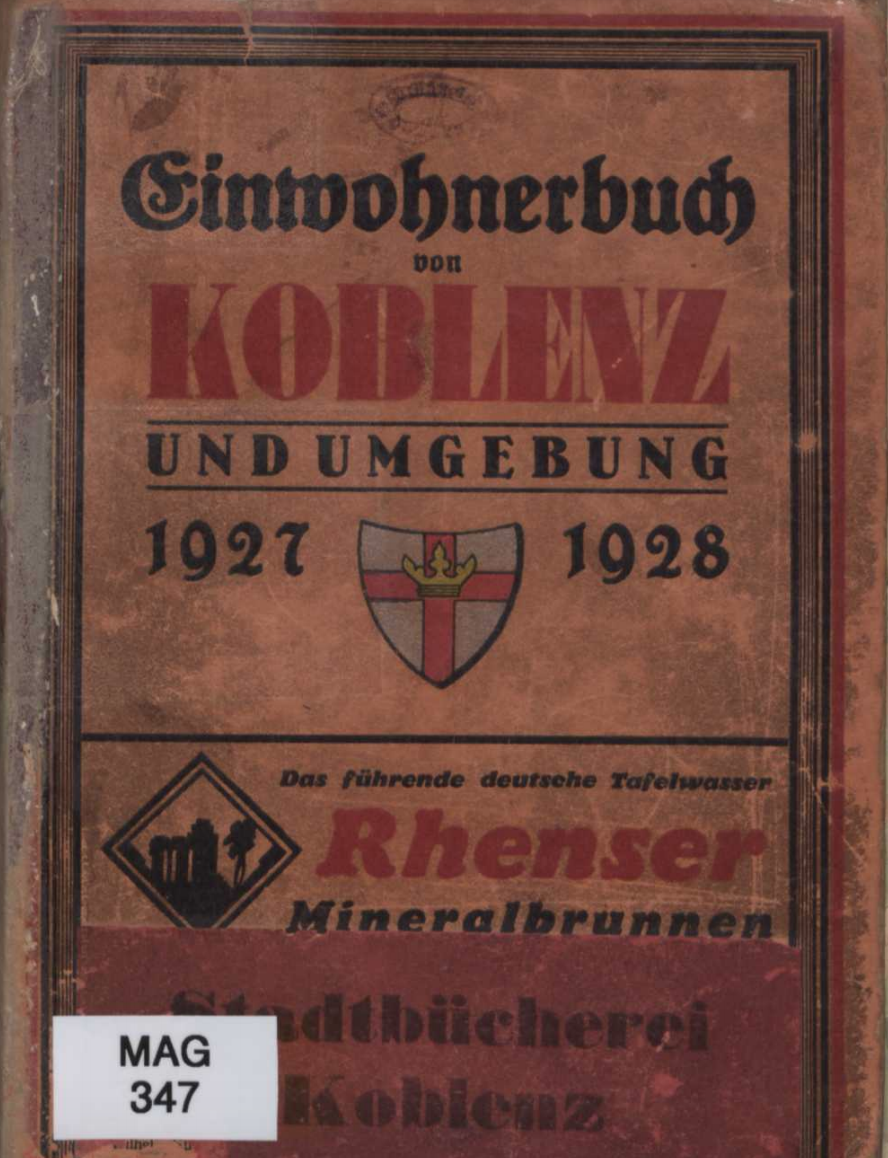 Einwohnerbuch
von
KOBLENZ
UND UMGEBUNG
1927 1928
Das führende deutsche Tafelwasser
Rhenser
Mineralbrunnen
Stadtbücherei
Koblenz
MAG
347